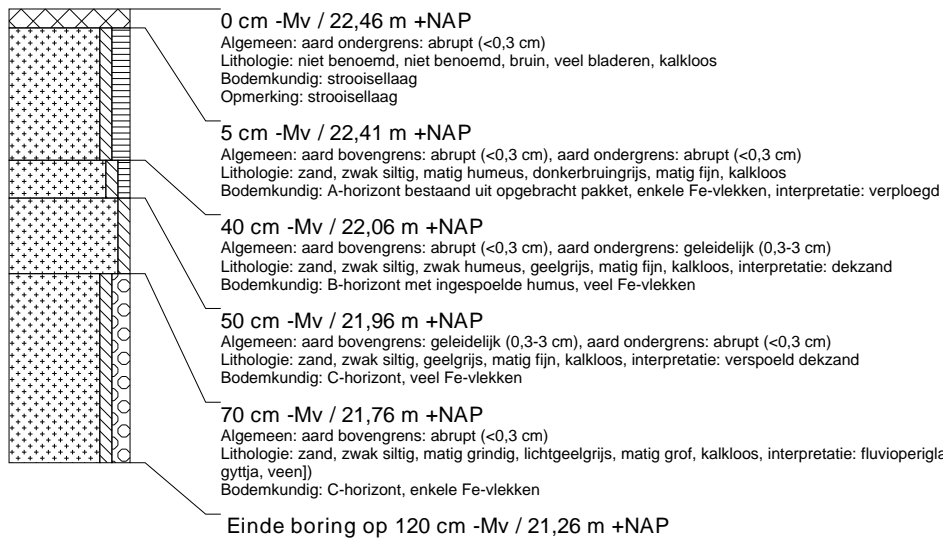 0 cm -Mv / 22,46 m +NAP
Algemeen: aard ondergrens: abrupt (<0,3 cm)
Lithologie: niet benoemd, niet benoemd, bruin, veel bladeren, kalkloos
Bodemkundig: strooisellaag
Opmerking: strooisellaag
5 cm -Mv / 22,41 m +NAP
Algemeen: aard bovengrens: abrupt (<0,3 cm), aard ondergrens: abrupt (<0,3 cm)
Lithologie: zand, zwak siltig, matig humeus, donkerbruingrijs, matig fijn, kalkloos
Bodemkundig: A-horizont bestaand uit opgebracht pakket, enkele Fe-vlekken, interpretatie: verploegd
40 cm -Mv / 22,06 m +NAP
Algemeen: aard bovengrens: abrupt (<0,3 cm), aard ondergrens: geleidelijk (0,3-3 cm)
Lithologie: zand, zwak siltig, zwak humeus, geelgrijs, matig fijn, kalkloos, interpretatie: dekzand
Bodemkundig: B-horizont met ingespoelde humus, veel Fe-vlekken
50 cm -Mv / 21,96 m +NAP
Algemeen: aard bovengrens: geleidelijk (0,3-3 cm), aard ondergrens: abrupt (<0,3 cm)
Lithologie: zand, zwak siltig, geelgrijs, matig fijn, kalkloos, interpretatie: verspoeld dekzand
Bodemkundig: C-horizont, veel Fe-vlekken
70 cm -Mv / 21,76 m +NAP
Algemeen: aard bovengrens: abrupt (<0,3 cm)
Lithologie: zand, zwak siltig, matig grindig, lichtgeelgrijs, matig grof, kalkloos, interpretatie: fluvioperigla
gyttja, veen])
Bodemkundig: C-horizont, enkele Fe-vlekken
Einde boring op 120 cm -Mv / 21,26 m +NAP